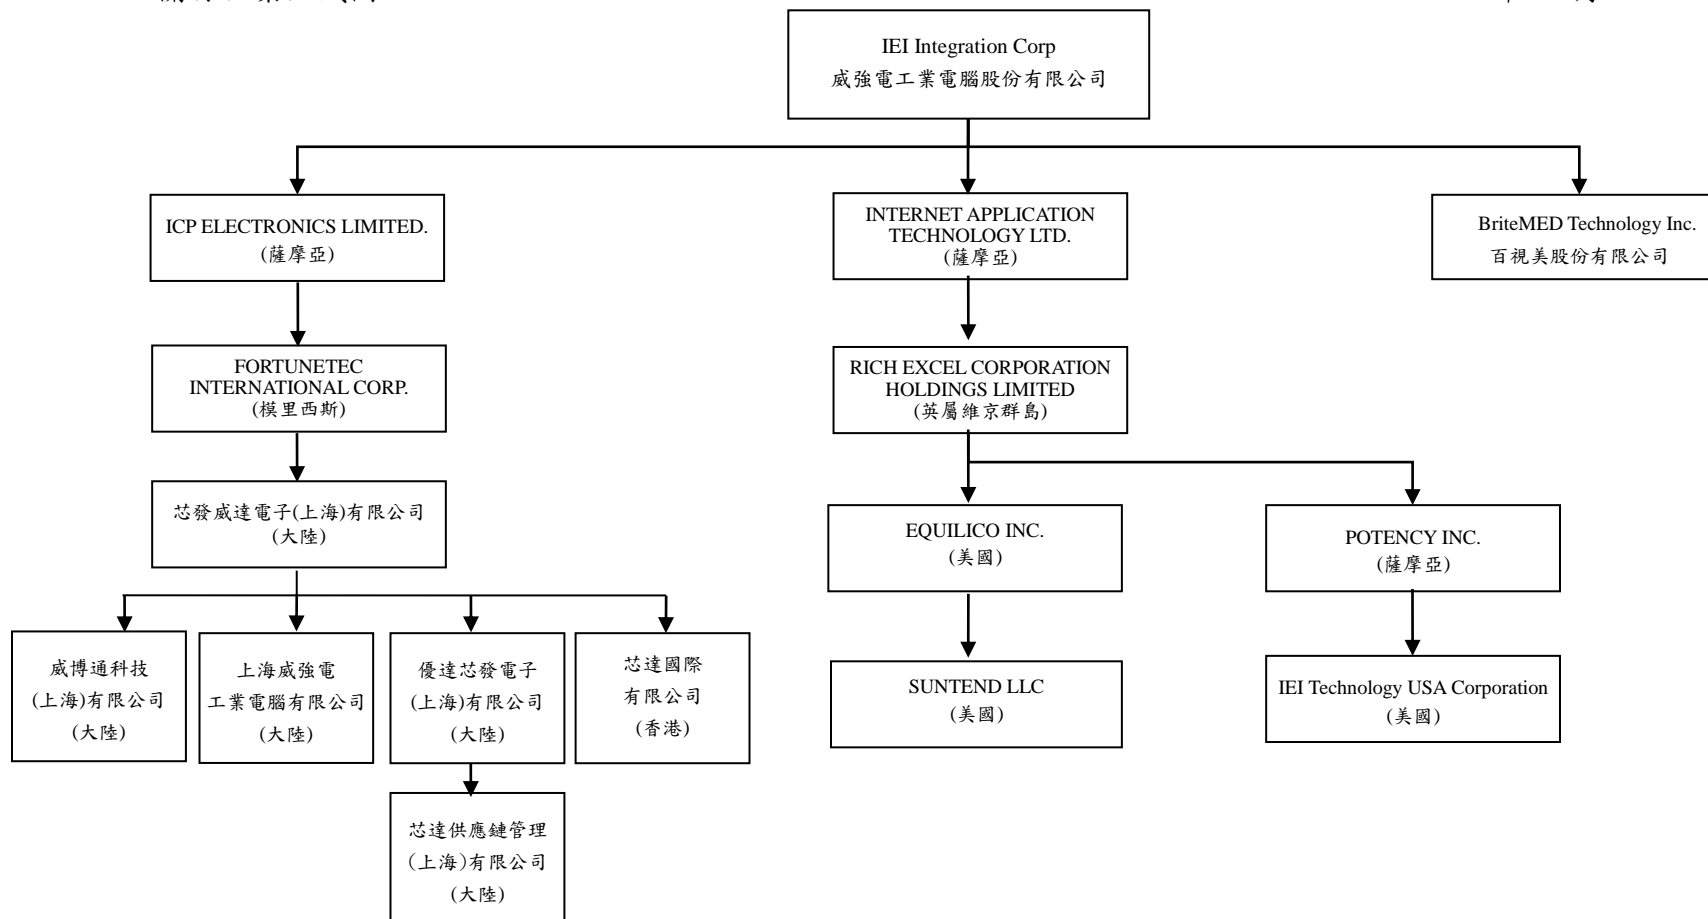 IEI Integration Corp
威強電工業電腦股份有限公司
ICP ELECTRONICS LIMITED.
(薩摩亞)
INTERNET APPLICATION
TECHNOLOGY LTD.
(薩摩亞)
BriteMED Technology Inc.
百視美股份有限公司
FORTUNETEC
INTERNATIONAL CORP.
(模里西斯)
RICH EXCEL CORPORATION
HOLDINGS LIMITED
(英屬維京群島)
芯發威達電子(上海)有限公司
(大陸)
EQUILICO INC.
(美國)
POTENCY INC.
(薩摩亞)
威博通科技
(上海)有限公司
(大陸)
上海威強電
工業電腦有限公司
(大陸)
優達芯發電子
(上海)有限公司
(大陸)
芯達國際
有限公司
(香港)
SUNTEND LLC
(美國)
IEI Technology USA Corporation
(美國)
芯達供應鏈管理
(上海)有限公司
(大陸)